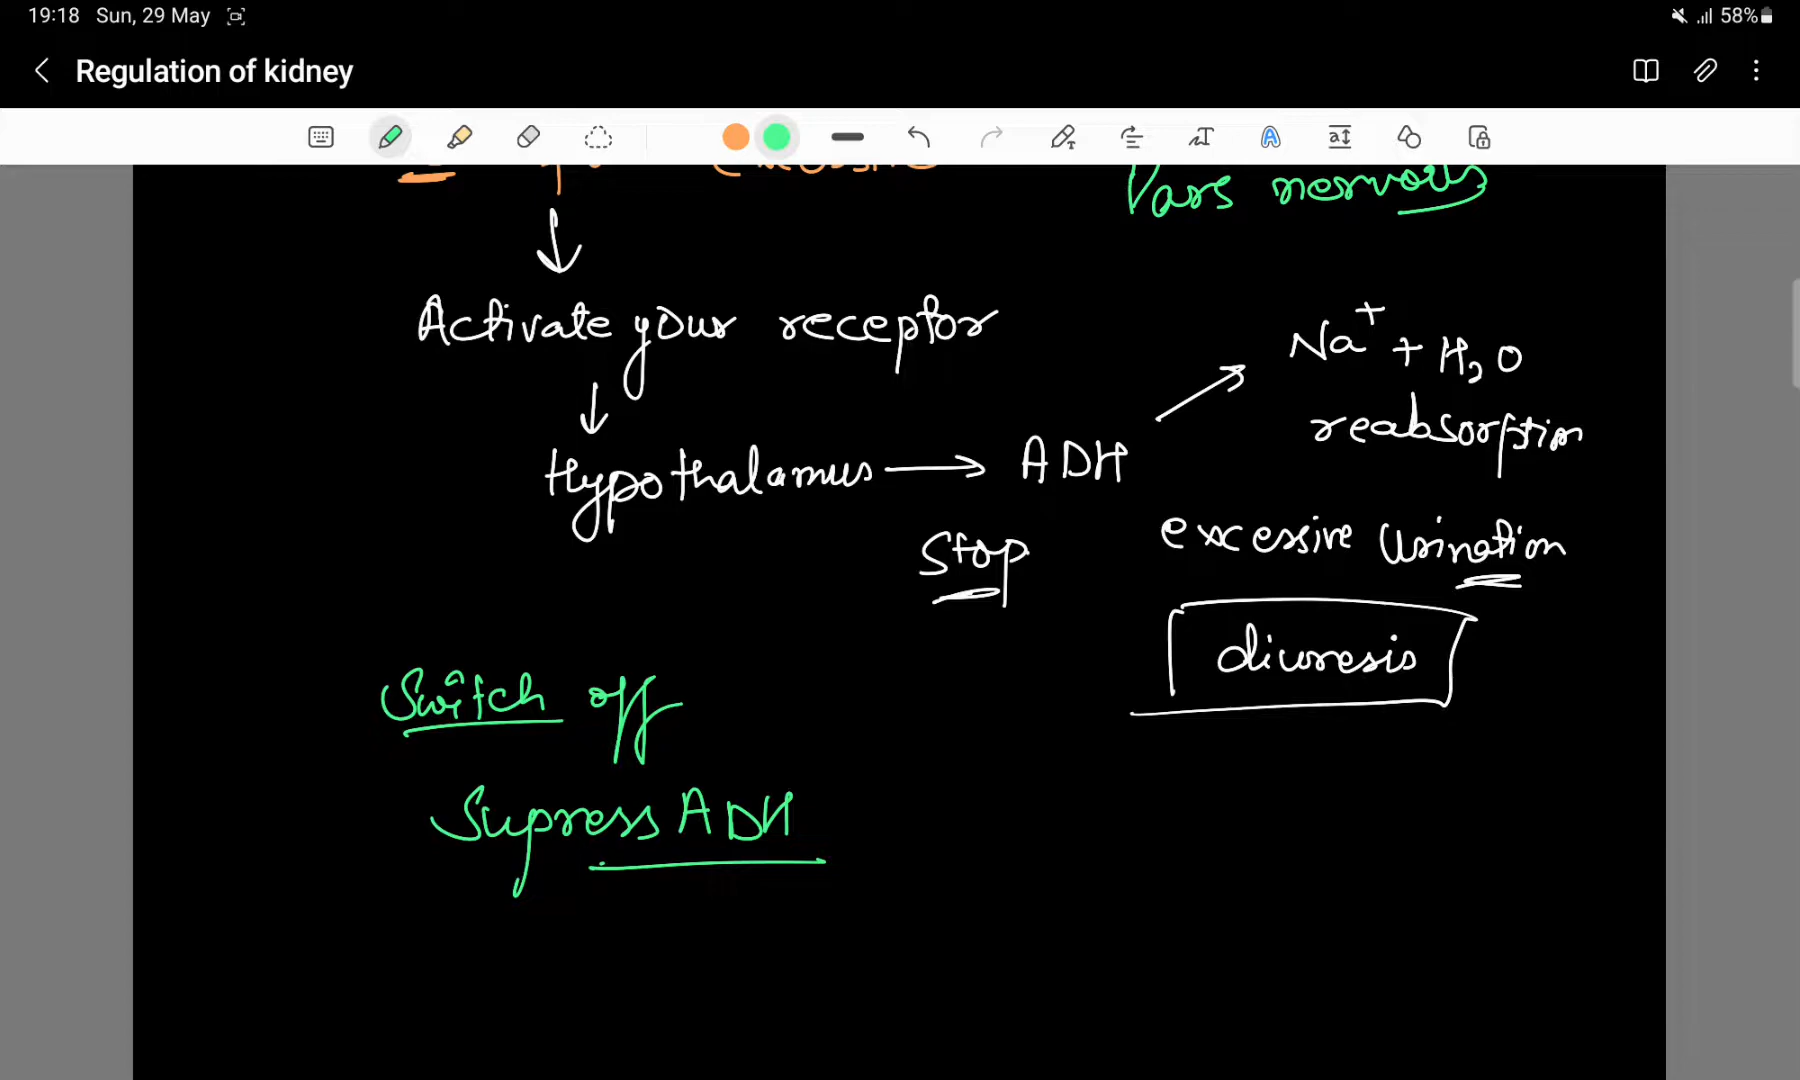 19:18 Sun, 29 May
58%
Regulation of kidney
Pars nervous
Activate your receptor
Na+ + H2O
reabsorption
Hypothalamus → ADH
excessive urination
Stop
diuresis
Switch off
Supress ADH